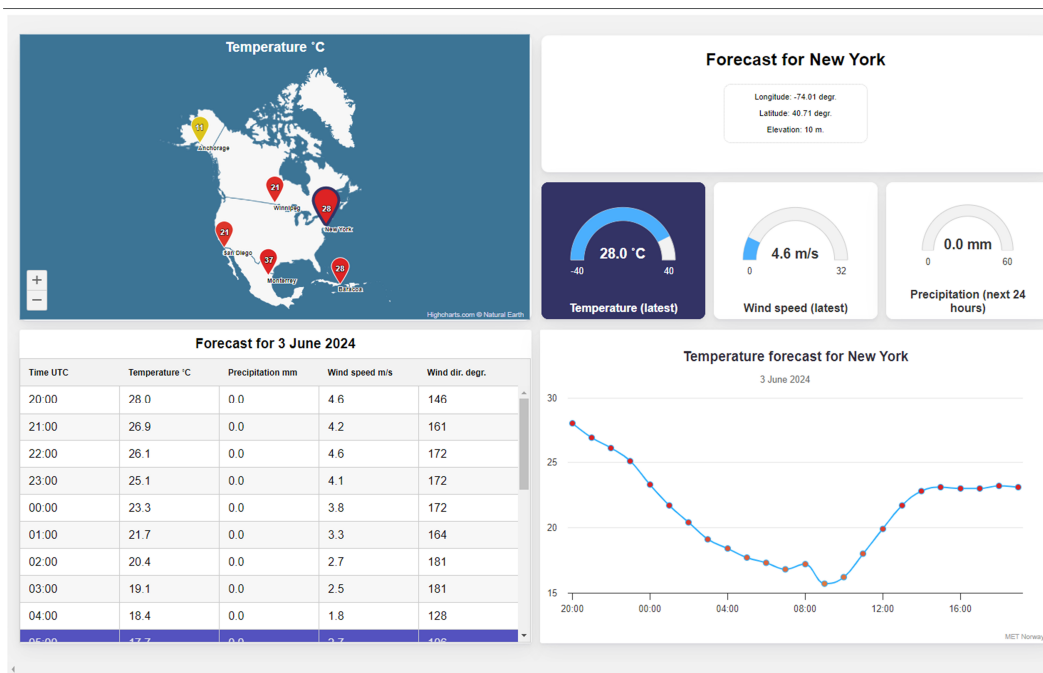 Temperature ˚C
11
Anchorage
21
Winnipeg
28
New York
21
San Diego
37
Monterrey
28
Baracoa
+
−
Highcharts.com © Natural Earth
Forecast for New York
Longitude: -74.01 degr.
Latitude: 40.71 degr.
Elevation: 10 m.
28.0 ˚C
-40 40
Temperature (latest)
4.6 m/s
0 32
Wind speed (latest)
0.0 mm
0 60
Precipitation (next 24
hours)
Forecast for 3 June 2024
Time UTC Temperature ˚C Precipitation mm Wind speed m/s Wind dir. degr.
20:00 28.0 0.0 4.6 146
21:00 26.9 0.0 4.2 161
22:00 26.1 0.0 4.6 172
23:00 25.1 0.0 4.1 172
00:00 23.3 0.0 3.8 172
01:00 21.7 0.0 3.3 164
02:00 20.4 0.0 2.7 181
03:00 19.1 0.0 2.5 181
04:00 18.4 0.0 1.8 128
05:00 17.7 0.0
Temperature forecast for New York
3 June 2024
30
25
20
15
20:00 00:00 04:00 08:00 12:00 16:00
MET Norway